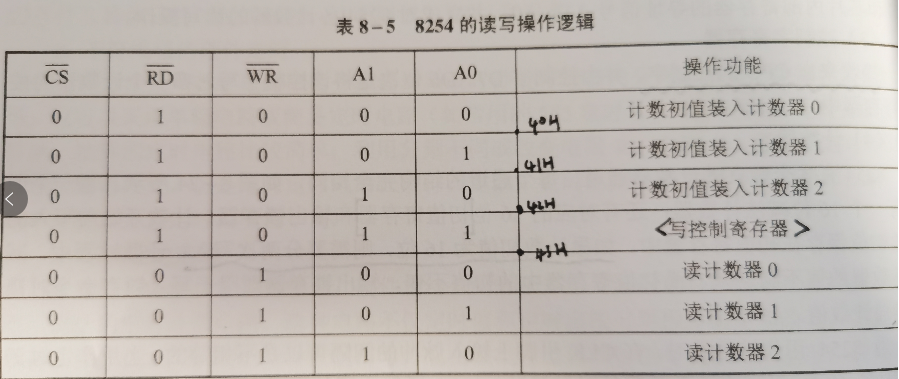 表 8-5 8254 的读写操作逻辑
CS RD WR A1 A0 操作功能
0 1 0 0 0 计数初值装入计数器 0
40H
0 1 0 0 1 计数初值装入计数器 1
41H
0 1 0 1 0 计数初值装入计数器 2
42H
0 1 0 1 1 <写控制寄存器>
43H
0 0 1 0 0 读计数器 0
0 0 1 0 1 读计数器 1
0 0 1 1 0 读计数器 2